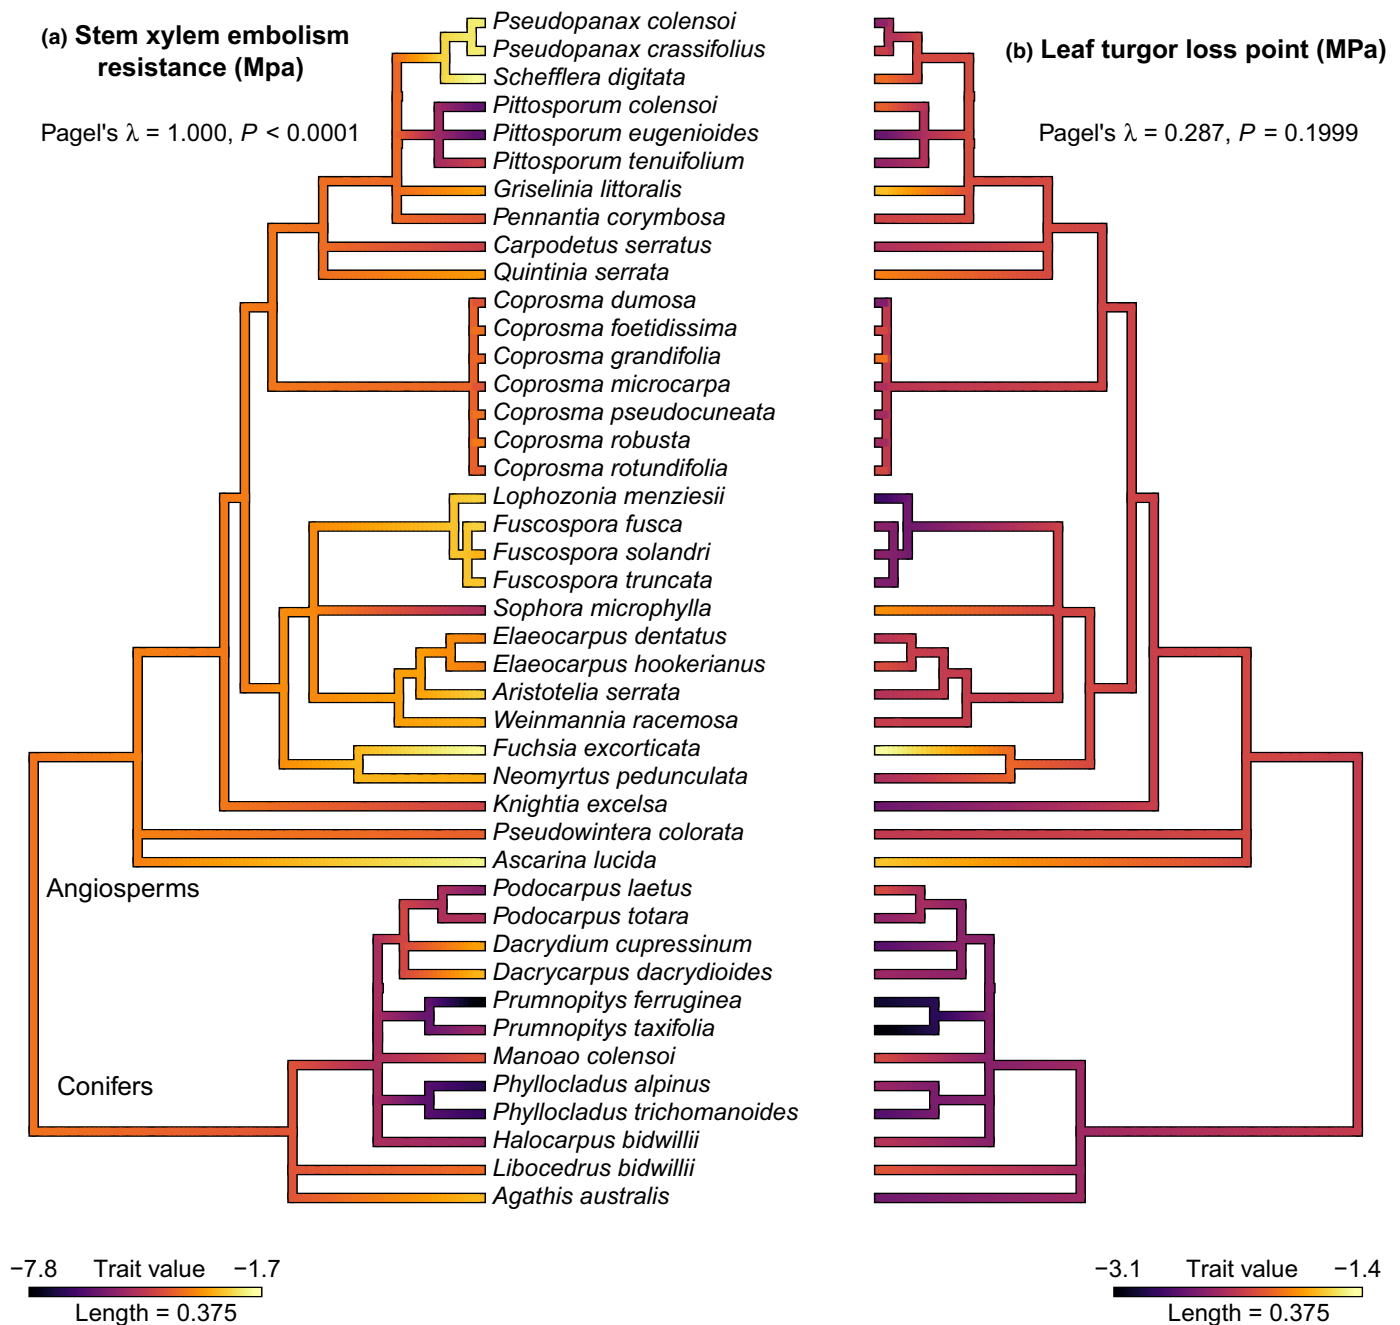 (a) Stem xylem embolism
resistance (Mpa)
Pagel's λ = 1.000, P < 0.0001
(b) Leaf turgor loss point (MPa)
Pagel's λ = 0.287, P = 0.1999
Pseudopanax colensoi
Pseudopanax crassifolius
Schefflera digitata
Pittosporum colensoi
Pittosporum eugenioides
Pittosporum tenuifolium
Griselinia littoralis
Pennantia corymbosa
Carpodetus serratus
Quintinia serrata
Coprosma dumosa
Coprosma foetidissima
Coprosma grandifolia
Coprosma microcarpa
Coprosma pseudocuneata
Coprosma robusta
Coprosma rotundifolia
Lophozonia menziesii
Fuscospora fusca
Fuscospora solandri
Fuscospora truncata
Sophora microphylla
Elaeocarpus dentatus
Elaeocarpus hookerianus
Aristotelia serrata
Weinmannia racemosa
Fuchsia excorticata
Neomyrtus pedunculata
Knightia excelsa
Pseudowintera colorata
Ascarina lucida
Angiosperms
Podocarpus laetus
Podocarpus totara
Dacrydium cupressinum
Dacrycarpus dacrydioides
Prumnopitys ferruginea
Prumnopitys taxifolia
Manoao colensoi
Conifers
Phyllocladus alpinus
Phyllocladus trichomanoides
Halocarpus bidwillii
Libocedrus bidwillii
Agathis australis
−7.8 Trait value −1.7
Length = 0.375
−3.1 Trait value −1.4
Length = 0.375